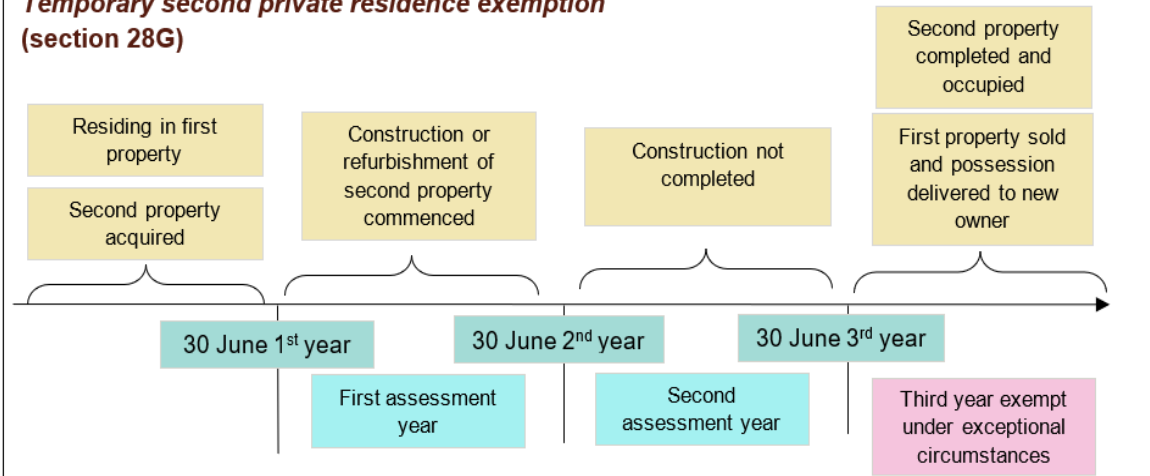 Temporary second private residence exemption
(section 28G)
Second property
completed and
occupied
Residing in first
property
Construction or
refurbishment of
second property
commenced
Construction not
completed
First property sold
and possession
delivered to new
owner
Second property
acquired
30 June 1st year
30 June 2nd year
30 June 3rd year
First assessment
year
Second
assessment year
Third year exempt
under exceptional
circumstances